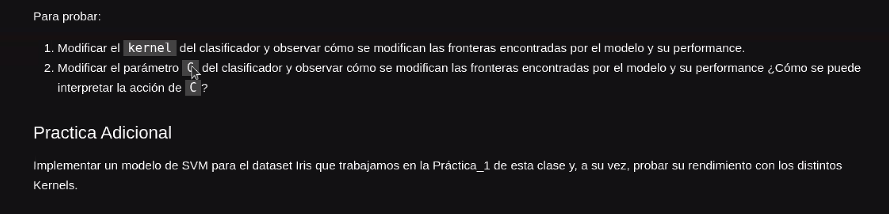 Para probar:
1. Modificar el kernel del clasificador y observar cómo se modifican las fronteras encontradas por el modelo y su performance.
2. Modificar el parámetro C del clasificador y observar cómo se modifican las fronteras encontradas por el modelo y su performance ¿Cómo se puede
interpretar la acción de C?
Practica Adicional
Implementar un modelo de SVM para el dataset Iris que trabajamos en la Práctica_1 de esta clase y, a su vez, probar su rendimiento con los distintos
Kernels.